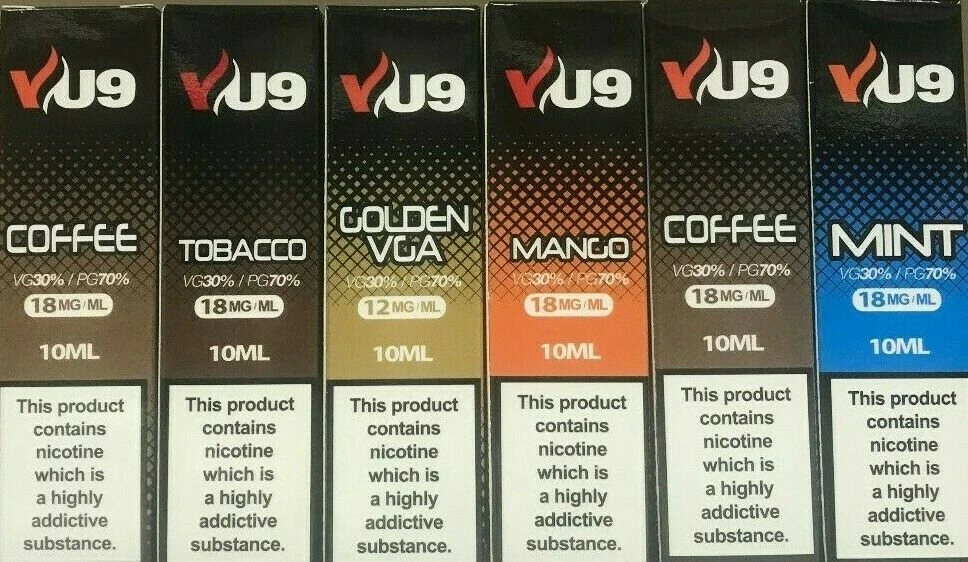 VU9
COFFEE
VG30% / PG70%
18MG/ML
10ML
This product
contains
nicotine
which is
a highly
addictive
substance.
VU9
TOBACCO
VG30% / PG70%
18MG/ML
10ML
This product
contains
nicotine
which is
a highly
addictive
substance.
VU9
GOLDEN
VGA
VG30% / PG70%
12MG/ML
10ML
This product
contains
nicotine
which is
a highly
addictive
substance.
VU9
MANGO
VG30% / PG70%
18MG/ML
10ML
This product
contains
nicotine
which is
a highly
addictive
substance.
VU9
COFFEE
VG30% / PG70%
18MG/ML
10ML
This product
contains
nicotine
which is
a highly
addictive
substance.
VU9
MINT
VG30% / PG70%
18MG/ML
10ML
This product
contains
nicotine
which is
a highly
addictive
substance.